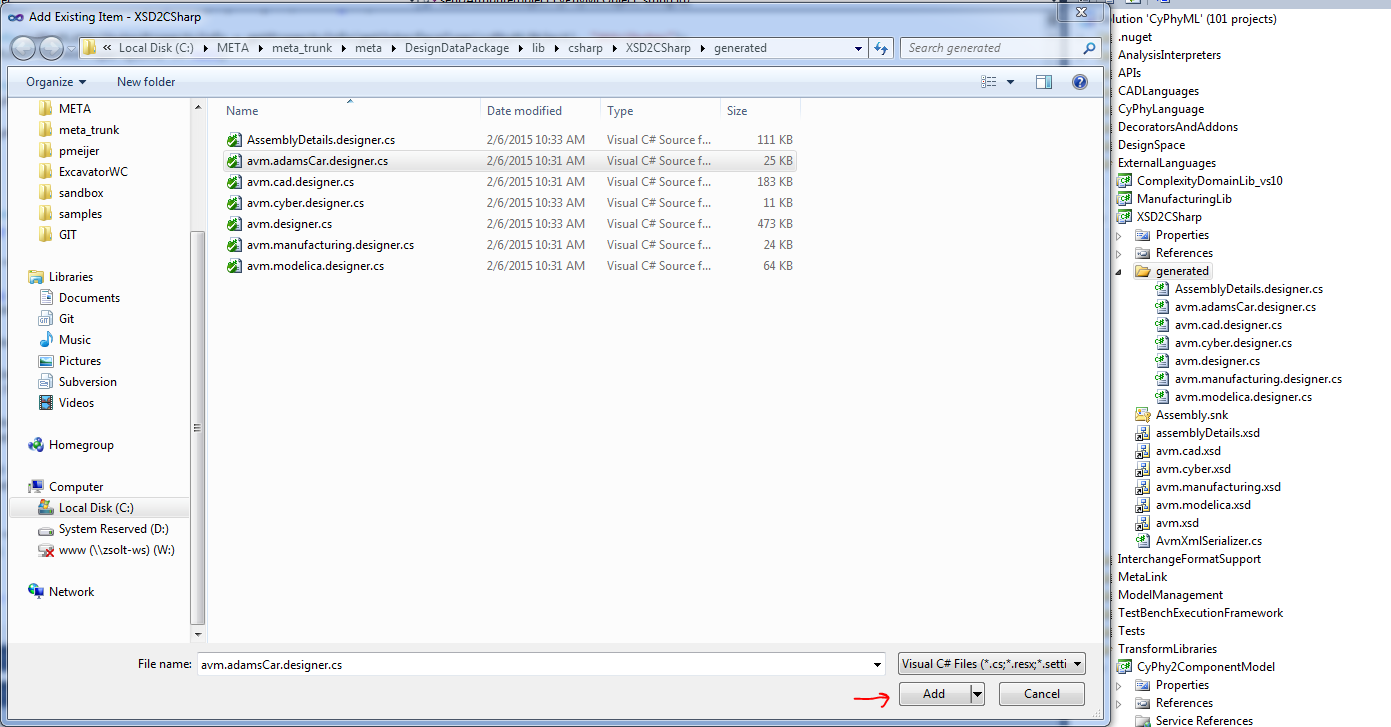 Add Existing Item - XSD2CSharp
« Local Disk (C:) META meta_trunk meta DesignDataPackage lib csharp XSD2CSharp generated
Search generated
Organize New folder
META
meta_trunk
pmeijer
ExcavatorWC
sandbox
samples
GIT
Libraries
Documents
Git
Music
Pictures
Subversion
Videos
Homegroup
Computer
Local Disk (C:)
System Reserved (D:)
www (\\zsolt-ws) (W:)
Network
Name Date modified Type Size
AssemblyDetails.designer.cs 2/6/2015 10:33 AM Visual C# Source f... 111 KB
avm.adamsCar.designer.cs 2/6/2015 10:31 AM Visual C# Source f... 25 KB
avm.cad.designer.cs 2/6/2015 10:31 AM Visual C# Source f... 183 KB
avm.cyber.designer.cs 2/6/2015 10:33 AM Visual C# Source f... 11 KB
avm.designer.cs 2/6/2015 10:33 AM Visual C# Source f... 473 KB
avm.manufacturing.designer.cs 2/6/2015 10:31 AM Visual C# Source f... 24 KB
avm.modelica.designer.cs 2/6/2015 10:31 AM Visual C# Source f... 64 KB
File name: avm.adamsCar.designer.cs Visual C# Files (*.cs;*.resx;*.setti
Add Cancel
lution 'CyPhyML' (101 projects)
.nuget
AnalysisInterpreters
APIs
CADLanguages
CyPhyLanguage
DecoratorsAndAddons
DesignSpace
ExternalLanguages
ComplexityDomainLib_vs10
ManufacturingLib
XSD2CSharp
Properties
References
generated
AssemblyDetails.designer.cs
avm.adamsCar.designer.cs
avm.cad.designer.cs
avm.cyber.designer.cs
avm.designer.cs
avm.manufacturing.designer.cs
avm.modelica.designer.cs
Assembly.snk
assemblyDetails.xsd
avm.cad.xsd
avm.cyber.xsd
avm.manufacturing.xsd
avm.modelica.xsd
avm.xsd
AvmXmlSerializer.cs
InterchangeFormatSupport
MetaLink
ModelManagement
TestBenchExecutionFramework
Tests
TransformLibraries
CyPhy2ComponentModel
Properties
References
Service References